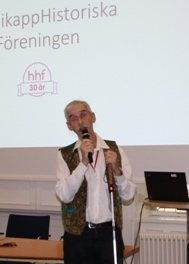 ikappHistoriska
Föreningen
hhf
30 år